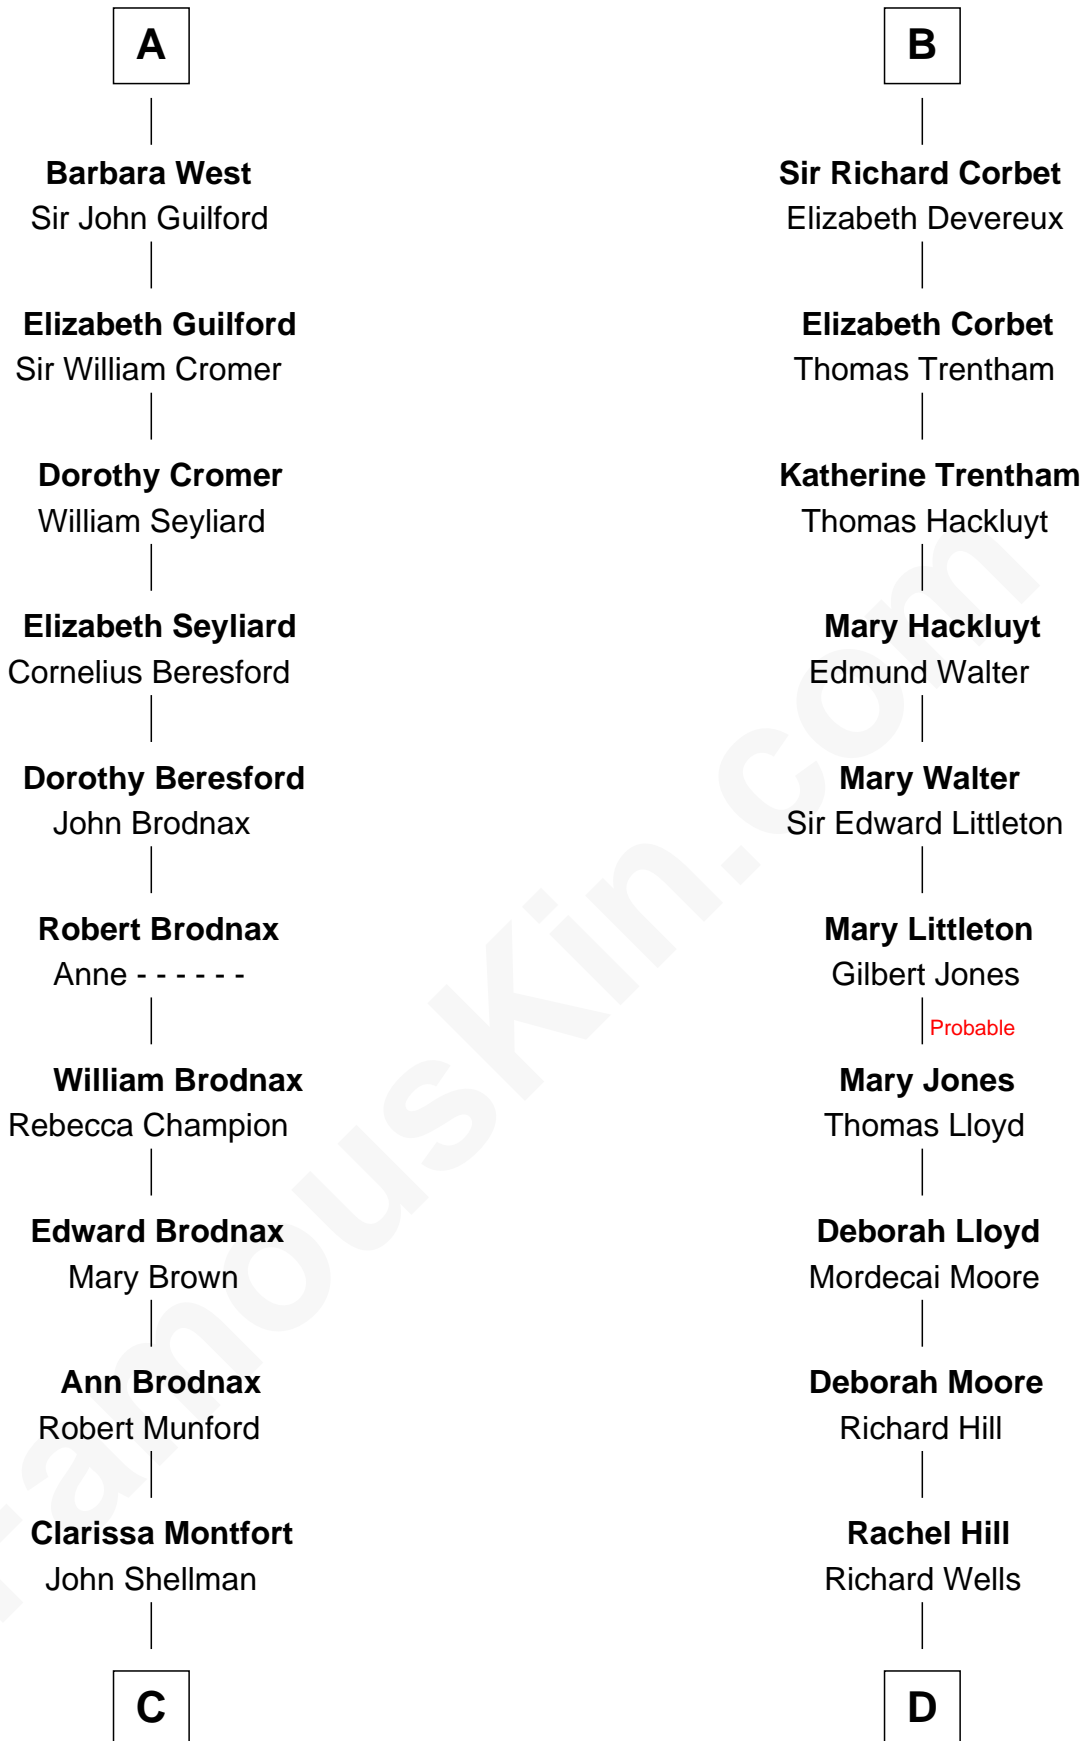 A
Barbara West
Sir John Guilford
Elizabeth Guilford
Sir William Cromer
Dorothy Cromer
William Seyliard
Elizabeth Seyliard
Cornelius Beresford
Dorothy Beresford
John Brodnax
Robert Brodnax
Anne - - - - - -
William Brodnax
Rebecca Champion
Edward Brodnax
Mary Brown
Ann Brodnax
Robert Munford
Clarissa Montfort
John Shellman
C
B
Sir Richard Corbet
Elizabeth Devereux
Elizabeth Corbet
Thomas Trentham
Katherine Trentham
Thomas Hackluyt
Mary Hackluyt
Edmund Walter
Mary Walter
Sir Edward Littleton
Mary Littleton
Gilbert Jones
Probable
Mary Jones
Thomas Lloyd
Deborah Lloyd
Mordecai Moore
Deborah Moore
Richard Hill
Rachel Hill
Richard Wells
D
FamousKin.com